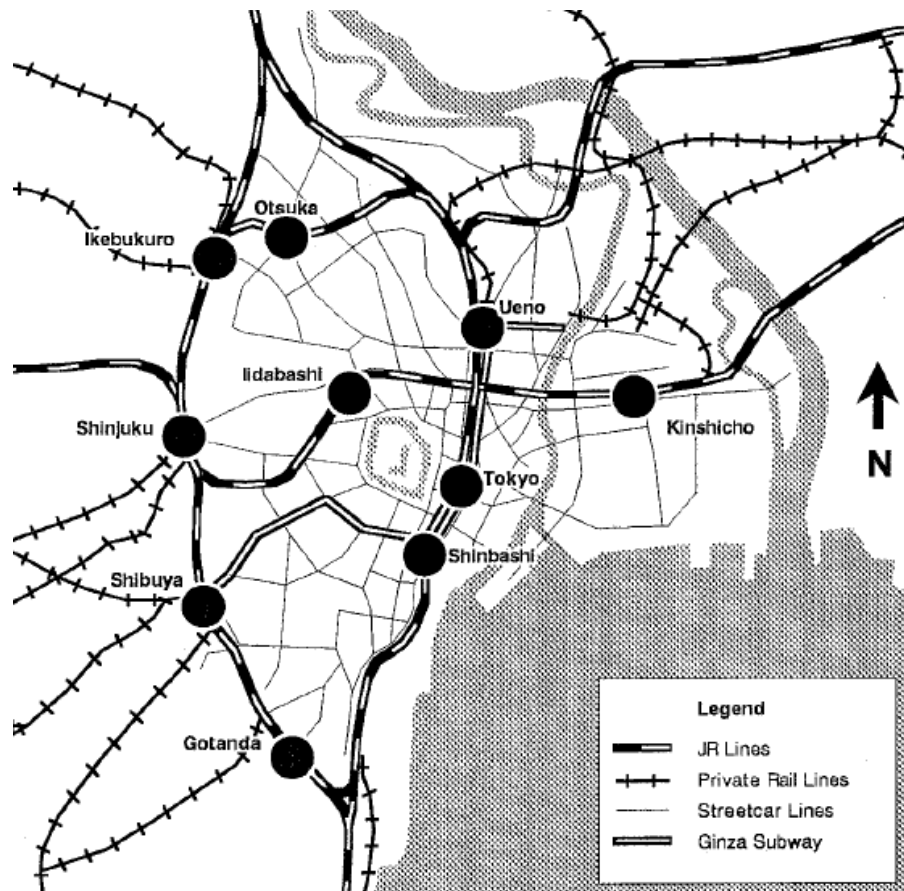 Otsuka
Ikebukuro
Ueno
Iidabashi
Shinjuku
Kinshicho
N
Tokyo
Shinbashi
Shibuya
Gotanda
Legend
JR Lines
Private Rail Lines
Streetcar Lines
Ginza Subway